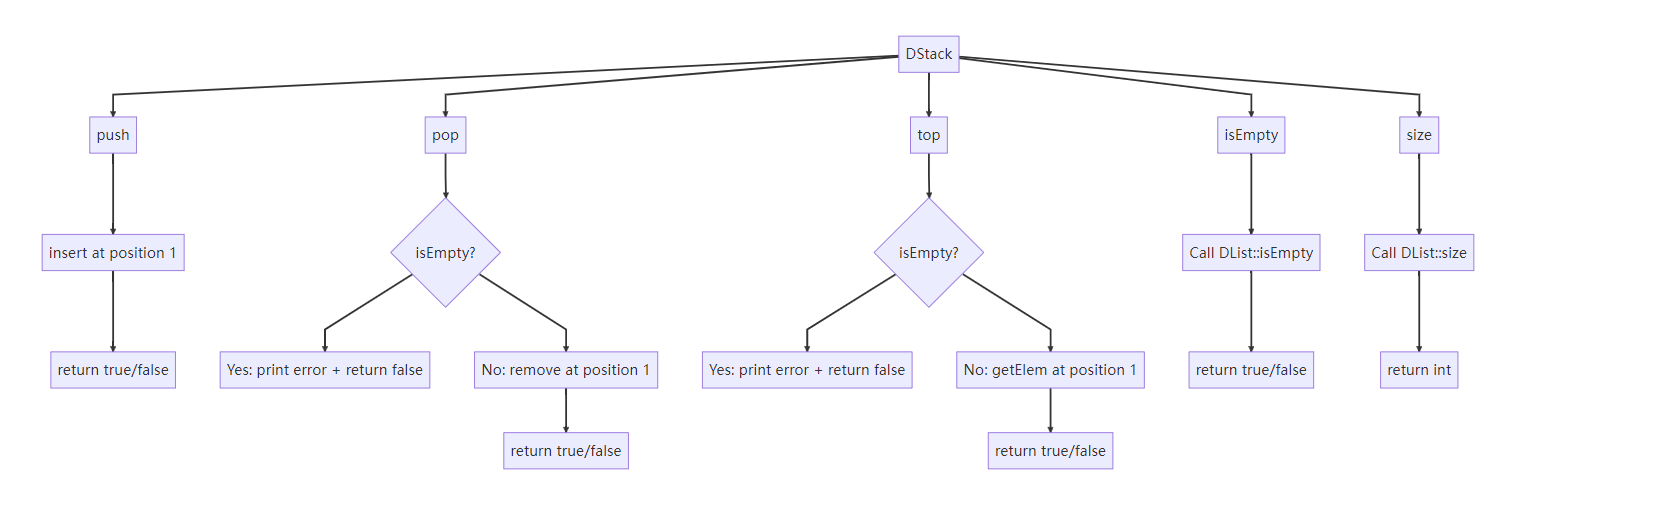 DStack
push
pop
top
isEmpty
size
insert at position 1
isEmpty?
isEmpty?
Call DList::isEmpty
Call DList::size
return true/false
Yes: print error + return false
No: remove at position 1
Yes: print error + return false
No: getElem at position 1
return true/false
return int
return true/false
return true/false